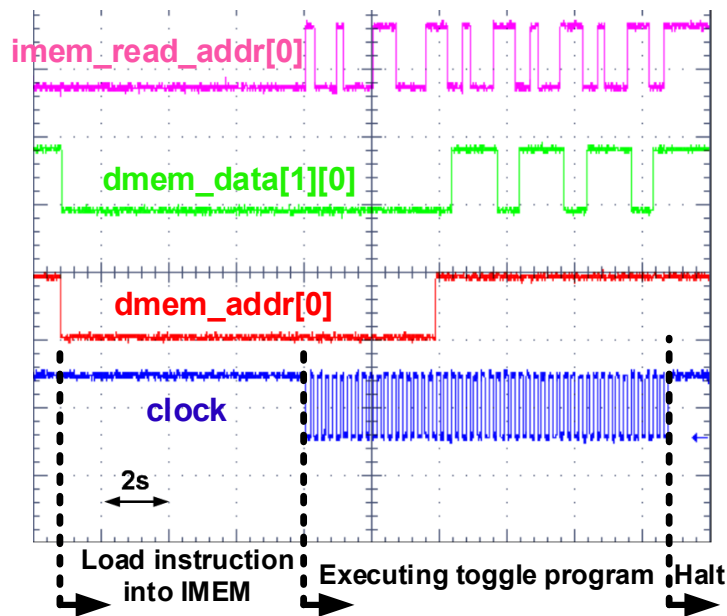 imem_read_addr[0]
dmem_data[1][0]
dmem_addr[0]
clock
2s
Load instruction
into IMEM
Executing toggle program
Halt